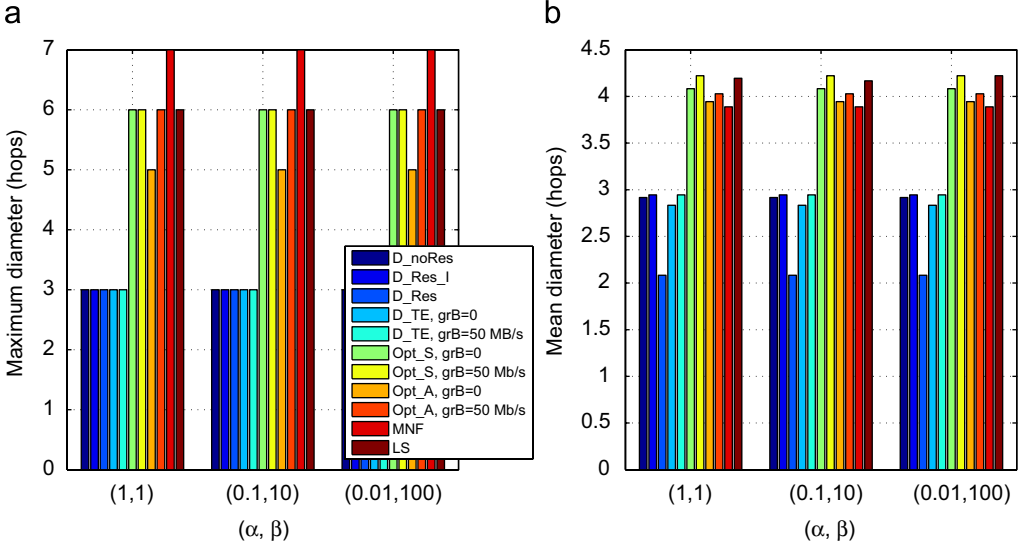 a
Maximum diameter (hops)
7
6
5
4
3
2
1
0
(1,1)
(0.1,10)
(0.01,100)
(α, β)
D_noRes
D_Res_I
D_Res
D_TE, grB=0
D_TE, grB=50 MB/s
Opt_S, grB=0
Opt_S, grB=50 Mb/s
Opt_A, grB=0
Opt_A, grB=50 Mb/s
MNF
LS
b
Mean diameter (hops)
4.5
4
3.5
3
2.5
2
1.5
1
0.5
0
(1,1)
(0.1,10)
(0.01,100)
(α, β)